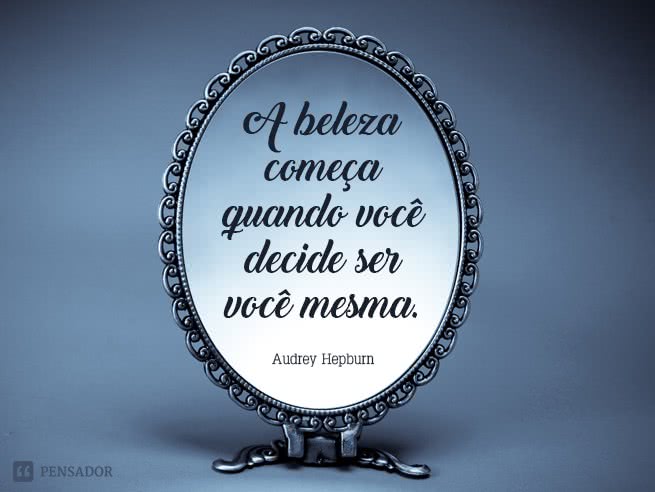 A beleza
começa
quando você
decide ser
você mesma.
Audrey Hepburn
PENSADOR